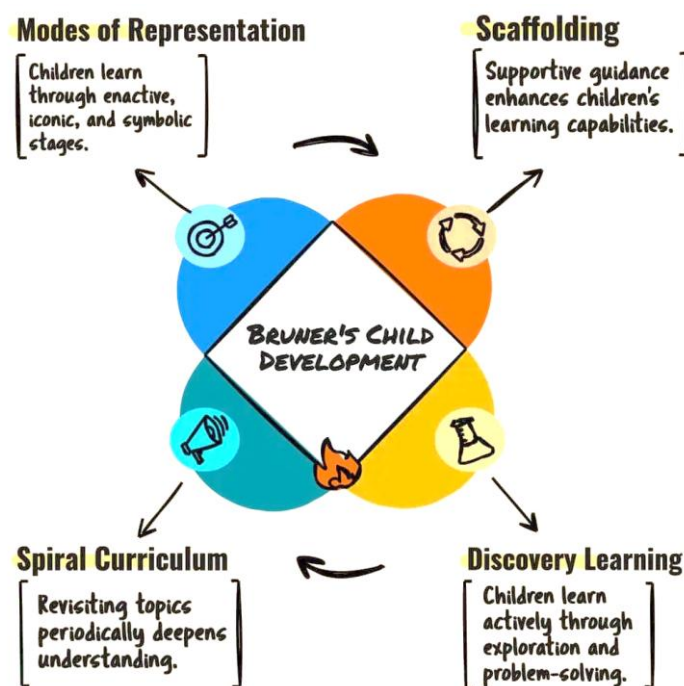 Modes of Representation
Children learn
through enactive,
iconic, and symbolic
stages.
Scaffolding
Supportive guidance
enhances children's
learning capabilities.
BRUNER'S CHILD
DEVELOPMENT
Spiral Curriculum
Revisiting topics
periodically deepens
understanding.
Discovery Learning
Children learn
actively through
exploration and
problem-solving.